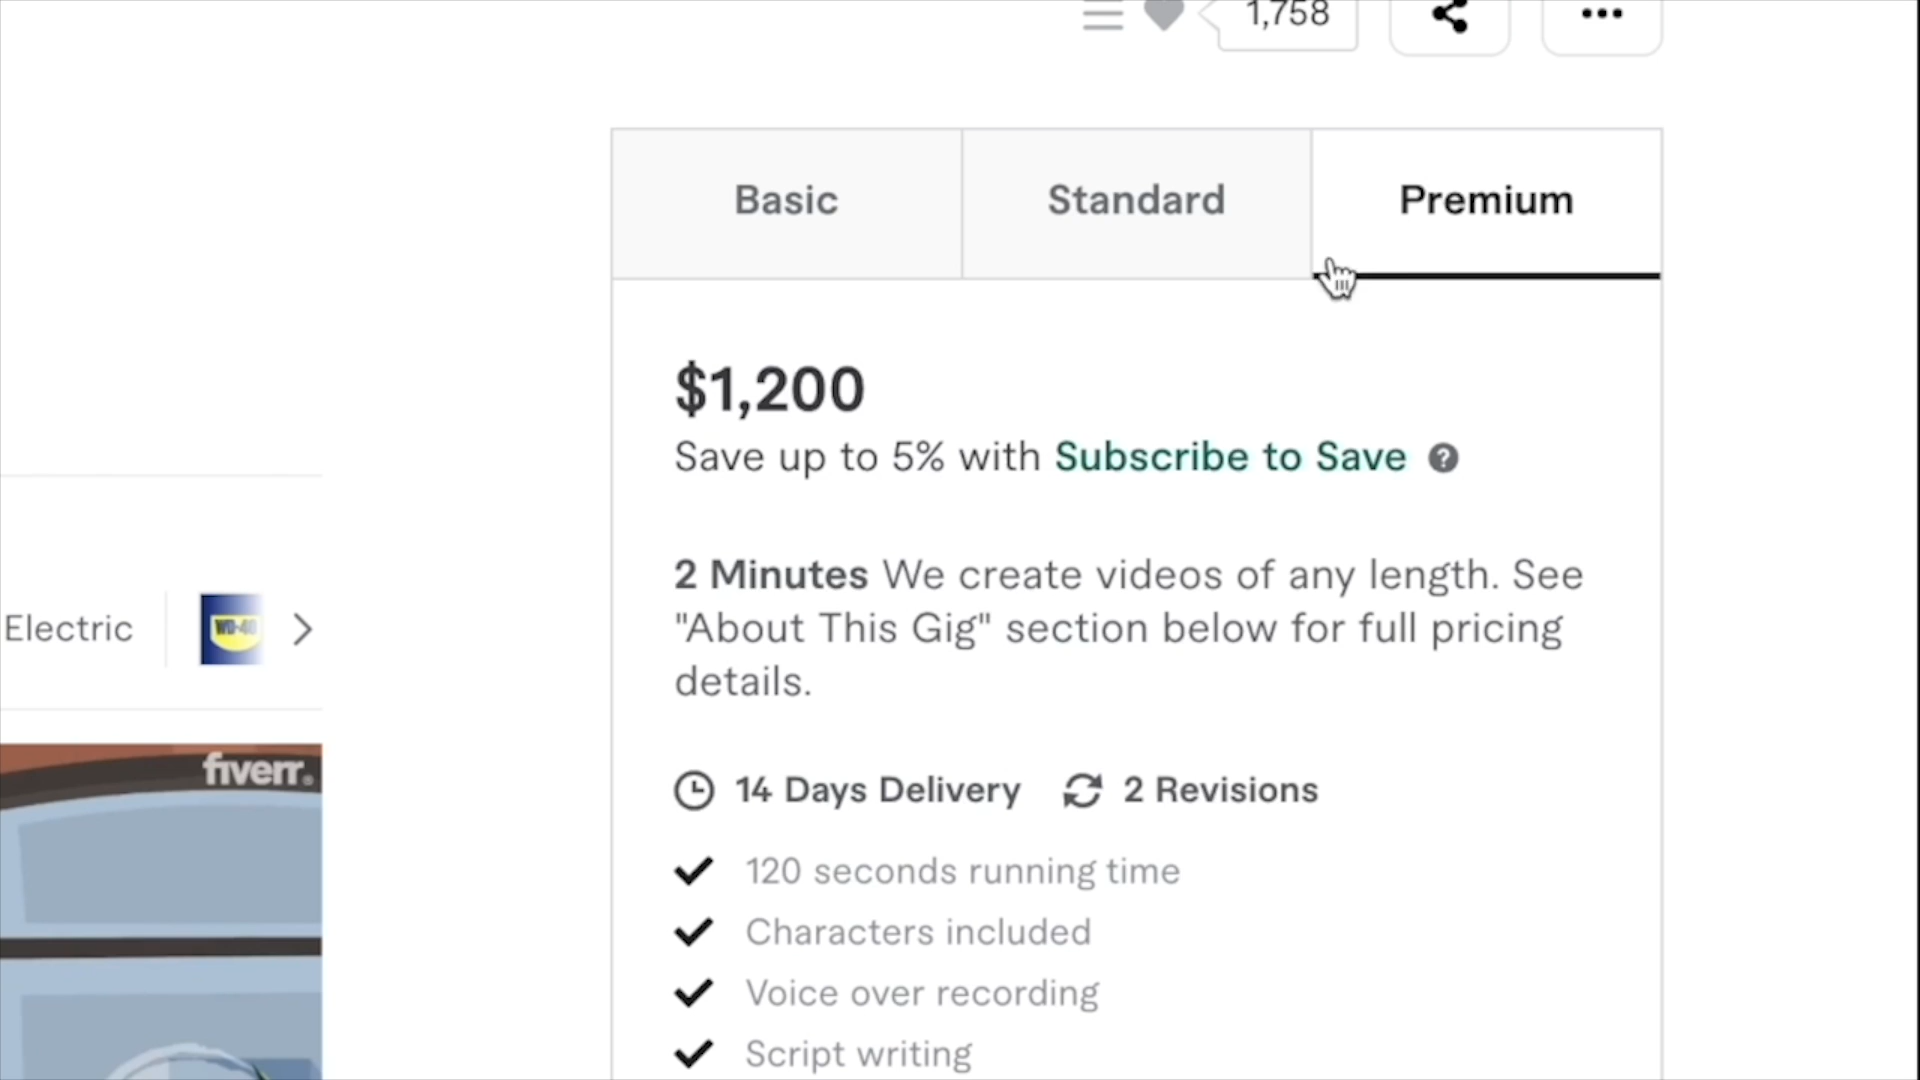 1,758
Basic
Standard
Premium
$1,200
Save up to 5% with Subscribe to Save ?
2 Minutes We create videos of any length. See
"About This Gig" section below for full pricing
details.
Electric
WD-40
fiverr.
14 Days Delivery
2 Revisions
120 seconds running time
Characters included
Voice over recording
Script writing